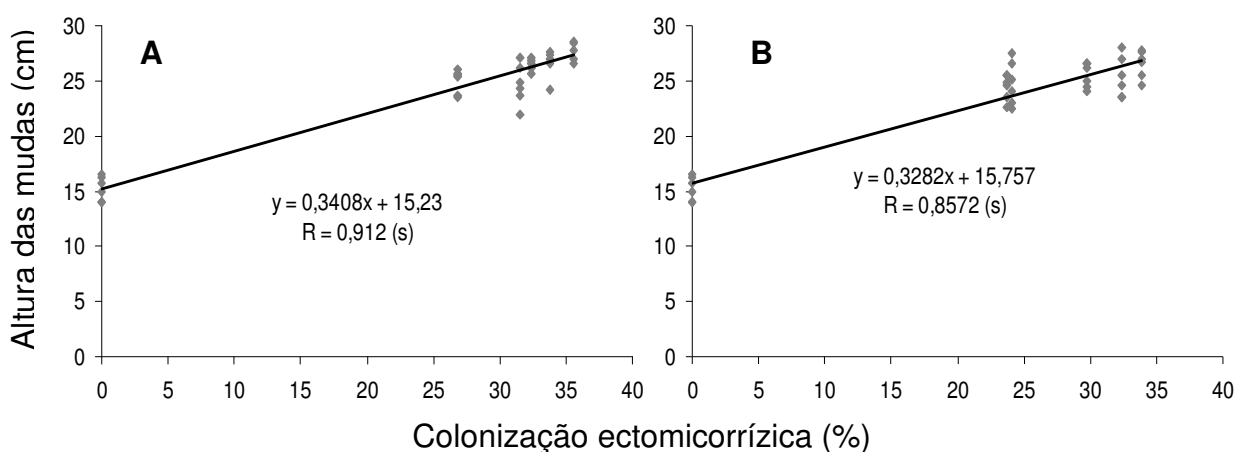 Altura das mudas (cm)
A
30
25
20
15
10
5
0
y = 0,3408x + 15,23
R = 0,912 (s)
0 5 10 15 20 25 30 35 40
B
30
25
20
15
10
5
0
y = 0,3282x + 15,757
R = 0,8572 (s)
0 5 10 15 20 25 30 35 40
Colonização ectomicorrízica (%)